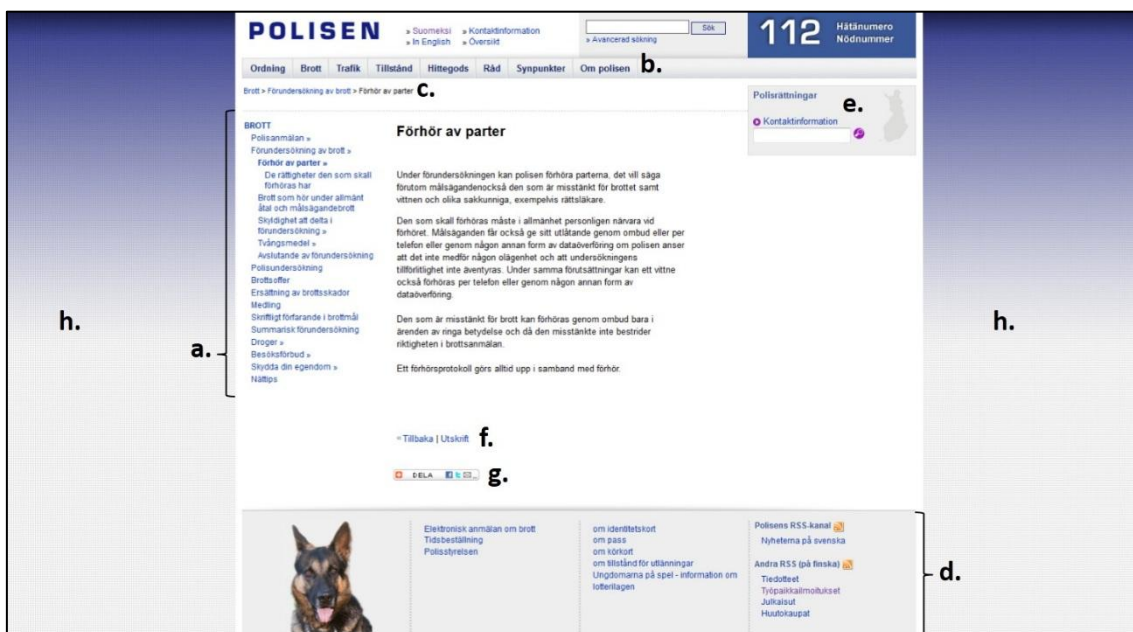 POLISEN
» Suomeksi » Kontaktinformation
» In English » Översikt
Sök
» Avancerad sökning
112 Hätänumero
Nödnummer
Ordning Brott Trafik Tillstånd Hittegods Råd Synpunkter Om polisen b.
Brott > Förundersökning av brott > Förhör av parter c.
Polisrättningar
e.
Kontaktinformation
a.
BROTT
Polisanmälan »
Förundersökning av brott »
Förhör av parter »
De rättigheter den som skall
förhöras har
Brott som hör under allmänt
åtal och målsägandebrott
Skyldighet att delta i
förundersökning »
Tvångsmedel »
Avslutande av förundersökning
Polisundersökning
Brottsoffer
Ersättning av brottsskador
Medling
Skriftligt förfarande i brottmål
Summarisk förundersökning
Droger »
Besöksförbud »
Skydda din egendom »
Nättips
Förhör av parter
Under förundersökningen kan polisen förhöra parterna, det vill säga
förutom målsägandenockså den som är misstänkt för brottet samt
vittnen och olika sakkunniga, exempelvis rättsläkare.
Den som skall förhöras måste i allmänhet personligen närvara vid
förhöret. Målsäganden får också ge sitt utlåtande genom ombud eller per
telefon eller genom någon annan form av dataöverföring om polisen anser
att det inte medför någon olägenhet och att undersökningens
tillförlitlighet inte äventyras. Under samma förutsättningar kan ett vittne
också förhöras per telefon eller genom någon annan form av
dataöverföring.
Den som är misstänkt för brott kan förhöras genom ombud bara i
ärenden av ringa betydelse och då den misstänkte inte bestrider
riktigheten i brottsanmälan.
Ett förhörsprotokoll görs alltid upp i samband med förhör.
h.
h.
« Tillbaka | Utskrift f.
DELA g.
Elektronisk anmälan om brott
Tidsbeställning
Polisstyrelsen
om identitetskort
om pass
om körkort
om tillstånd för utlänningar
Ungdomarna på spel - information om
lotterilagen
Polisens RSS-kanal
Nyheterna på svenska
Andra RSS (på finska)
Tiedotteet
Työpaikkailmoitukset
Julkaisut
Huutokaupat
d.